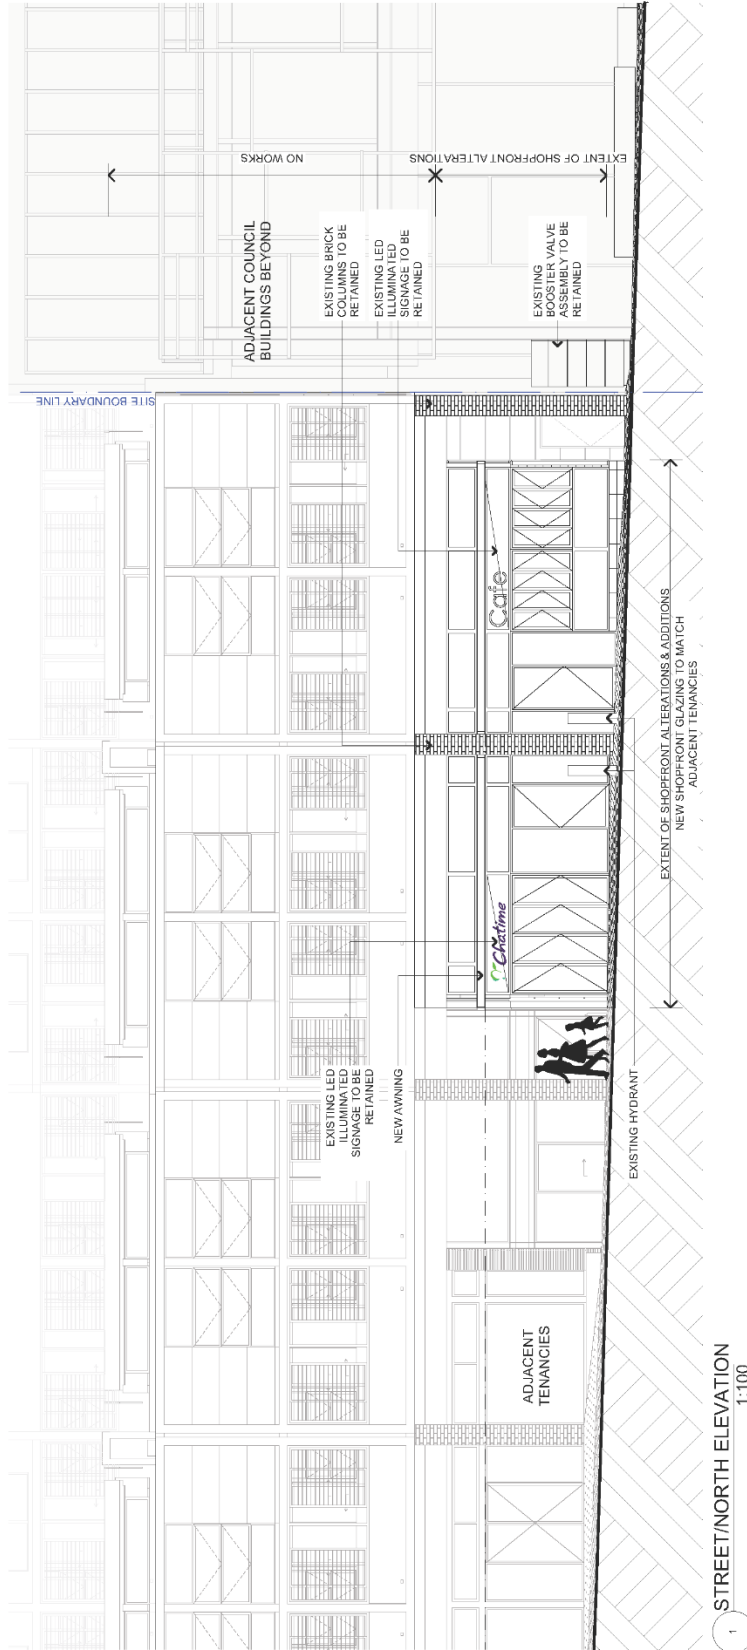 SITE BOUNDARY LINE
NO WORKS
EXTENT OF SHOPFRONT ALTERATIONS
ADJACENT COUNCIL
BUILDINGS BEYOND
EXISTING BRICK
COLUMNS TO BE
RETAINED
EXISTING LED
ILLUMINATED
SIGNAGE TO BE
RETAINED
EXISTING
BOOSTER VALVE
ASSEMBLY TO BE
RETAINED
Cafe
Chatime
EXISTING LED
ILLUMINATED
SIGNAGE TO BE
RETAINED
NEW AWNING
EXTENT OF SHOPFRONT ALTERATIONS & ADDITIONS
NEW SHOPFRONT GLAZING TO MATCH
ADJACENT TENANCIES
EXISTING HYDRANT
ADJACENT
TENANCIES
1
STREET/NORTH ELEVATION
1:100